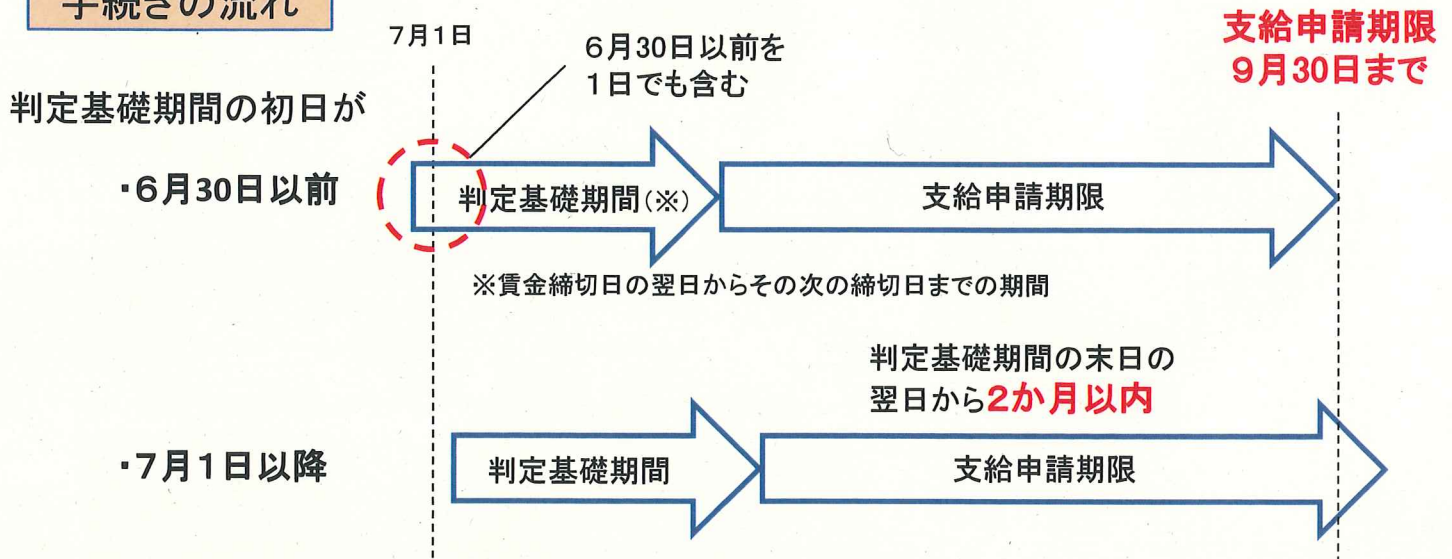 手続きの流れ
7月1日
6月30日以前を
1日でも含む
支給申請期限
9月30日まで
判定基礎期間の初日が
・6月30日以前
判定基礎期間(※)
支給申請期限
※賃金締切日の翌日からその次の締切日までの期間
判定基礎期間の末日の
翌日から2か月以内
・7月1日以降
判定基礎期間
支給申請期限